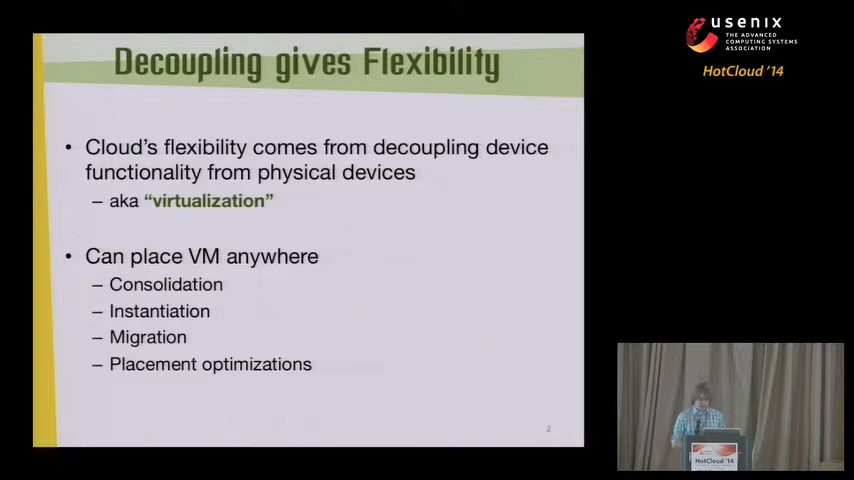 Decoupling gives Flexibility
• Cloud's flexibility comes from decoupling device
functionality from physical devices
– aka “virtualization”
• Can place VM anywhere
– Consolidation
– Instantiation
– Migration
– Placement optimizations
2
usenix
THE ADVANCED
COMPUTING SYSTEMS
ASSOCIATION
HotCloud '14
HotCloud '14